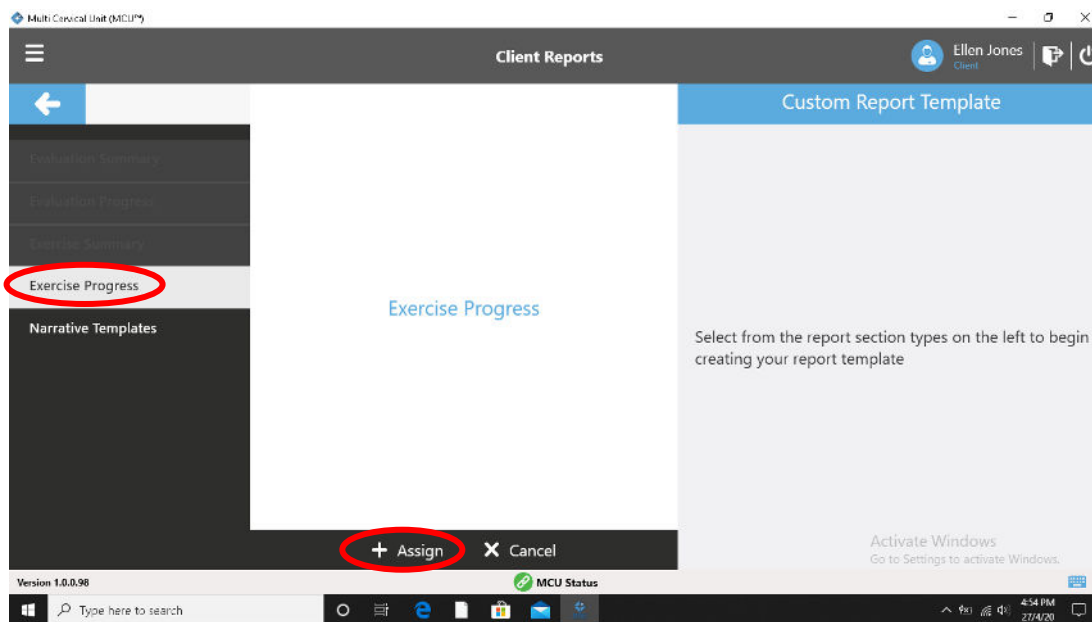 Multi Cervical Unit (MCU™)
Client Reports
Ellen Jones
Client
Custom Report Template
Evaluation Summary
Evaluation Progress
Exercise Summary
Exercise Progress
Narrative Templates
Exercise Progress
Select from the report section types on the left to begin
creating your report template
+ Assign
X Cancel
Activate Windows
Go to Settings to activate Windows.
Version 1.0.0.98
MCU Status
Type here to search
4:54 PM
27/4/20